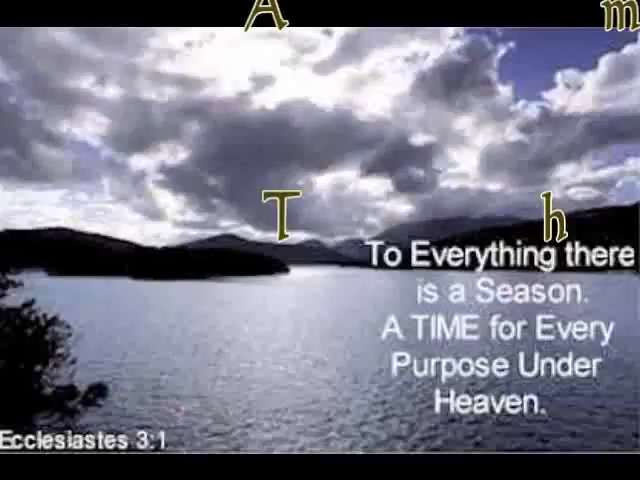 A m
T h
To Everything there
is a Season.
A TIME for Every
Purpose Under
Heaven.
Ecclesiastes 3:1